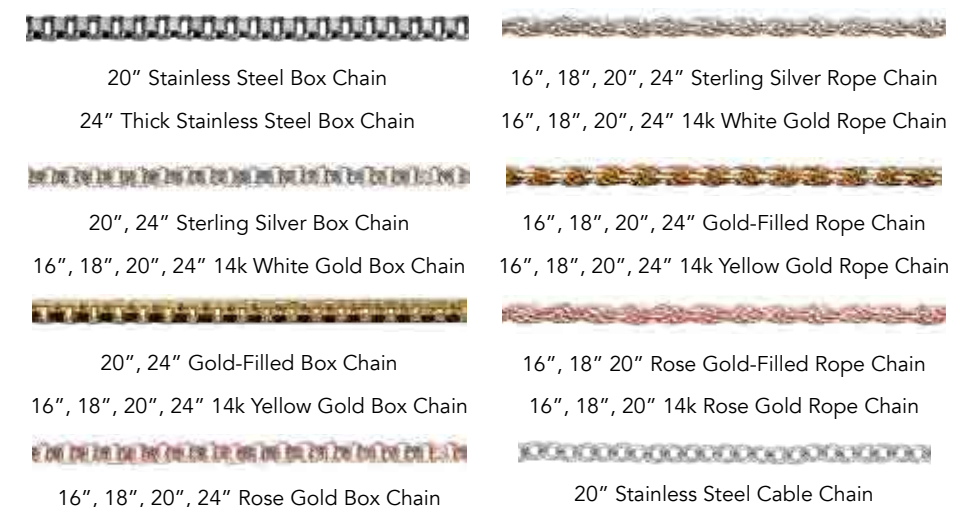 20” Stainless Steel Box Chain
24” Thick Stainless Steel Box Chain
20”, 24” Sterling Silver Box Chain
16”, 18”, 20”, 24” 14k White Gold Box Chain
20”, 24” Gold-Filled Box Chain
16”, 18”, 20”, 24” 14k Yellow Gold Box Chain
16”, 18”, 20”, 24” Rose Gold Box Chain
16”, 18”, 20”, 24” Sterling Silver Rope Chain
16”, 18”, 20”, 24” 14k White Gold Rope Chain
16”, 18”, 20”, 24” Gold-Filled Rope Chain
16”, 18”, 20”, 24” 14k Yellow Gold Rope Chain
16”, 18” 20” Rose Gold-Filled Rope Chain
16”, 18”, 20” 14k Rose Gold Rope Chain
20” Stainless Steel Cable Chain